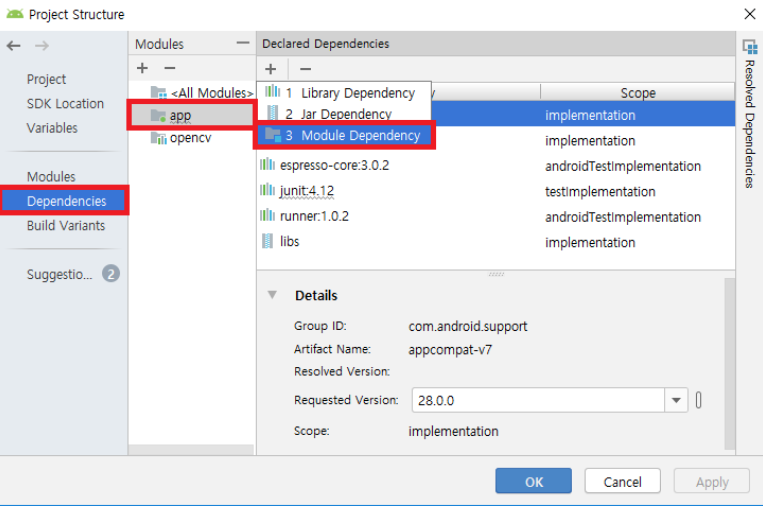 Project Structure
Project
SDK Location
Variables
Modules
Dependencies
Build Variants
Suggestio... 2
Modules
<All Modules>
app
opencv
Declared Dependencies
1 Library Dependency
2 Jar Dependency
3 Module Dependency
Scope
implementation
implementation
espresso-core:3.0.2 androidTestImplementation
junit:4.12 testImplementation
runner:1.0.2 androidTestImplementation
libs implementation
Details
Group ID: com.android.support
Artifact Name: appcompat-v7
Resolved Version:
Requested Version: 28.0.0
Scope: implementation
Resolved Dependencies
OK Cancel Apply